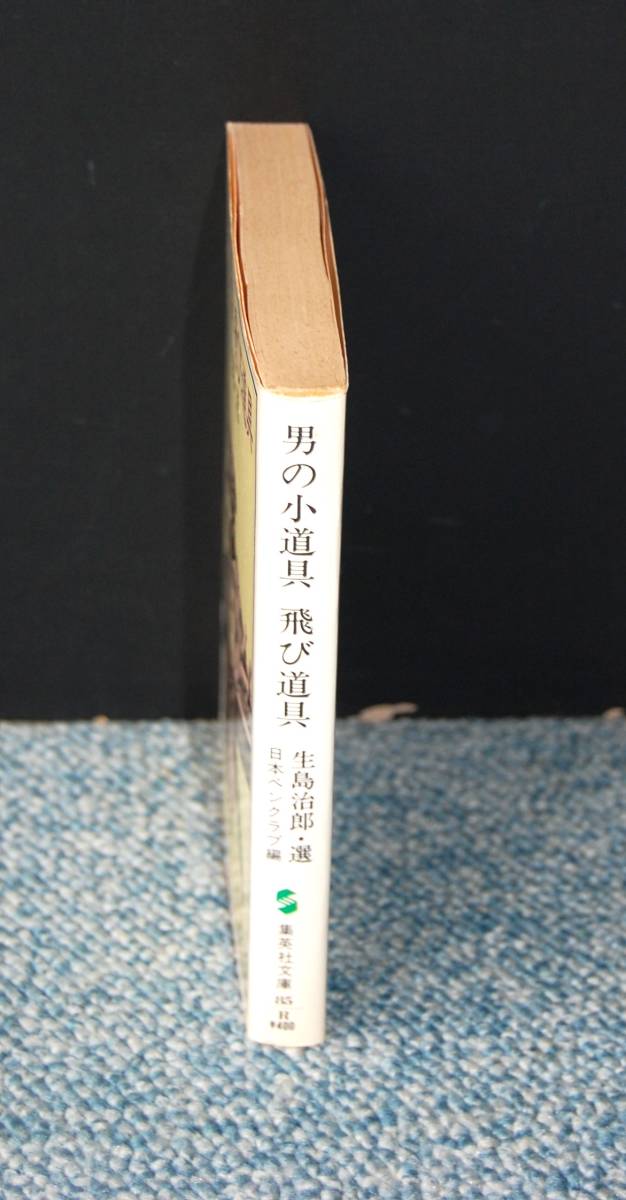 男の小道具 飛び道具
生島治郎・選
日本ペンクラブ編
集英社文庫
85
R
¥400